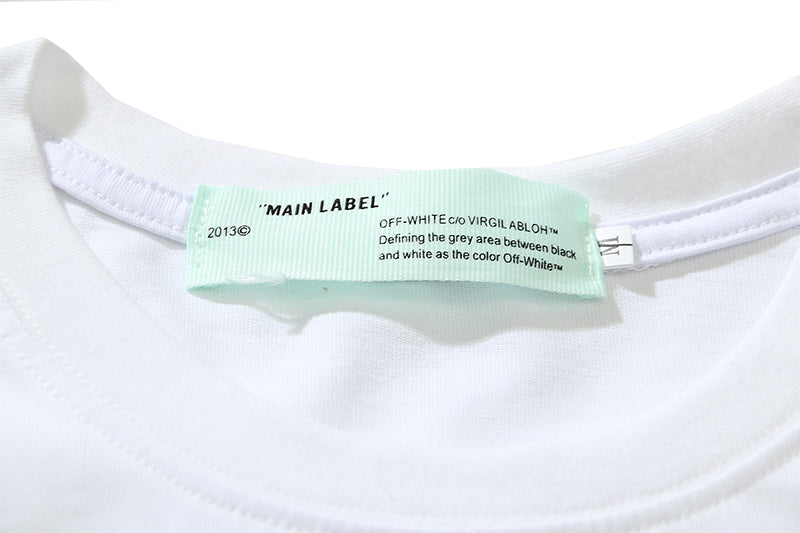 "MAIN LABEL"
2013©
OFF-WHITE c/o VIRGIL ABLOH™
Defining the grey area between black
and white as the color Off-White™
M